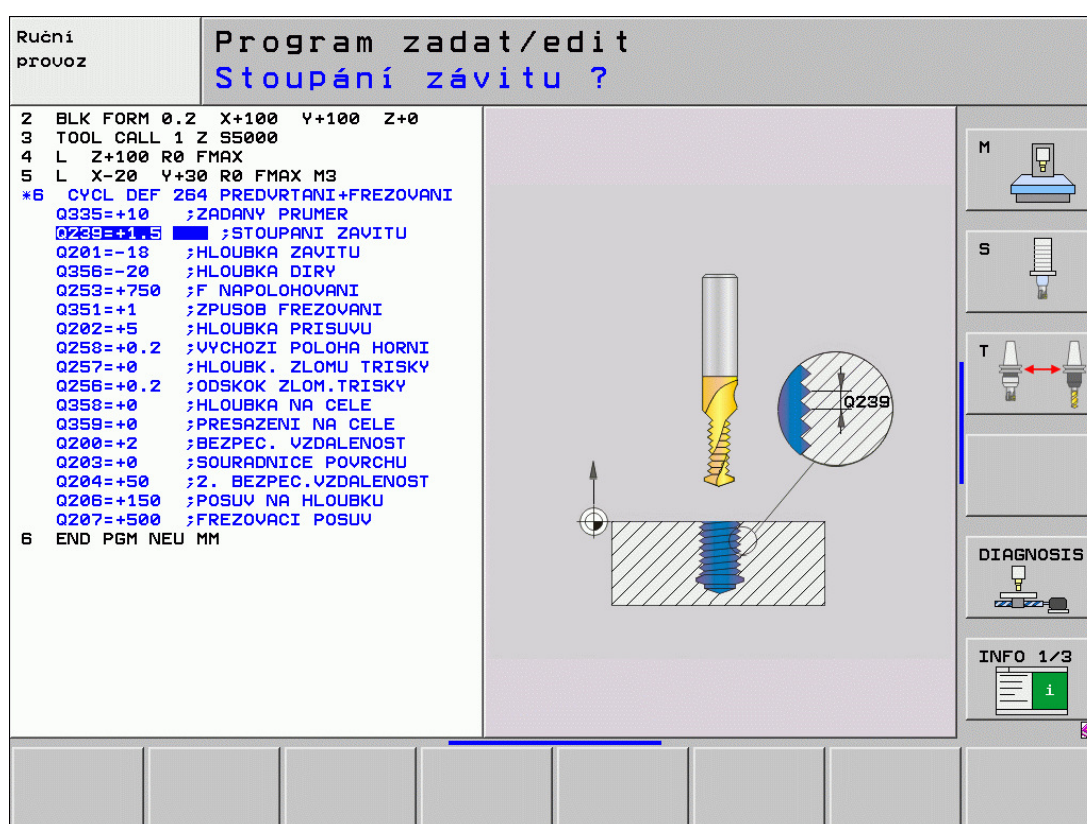 Ruční
provoz
Program zadat/edit
Stoupání závitu ?
2 BLK FORM 0.2 X+100 Y+100 Z+0
3 TOOL CALL 1 Z S5000
4 L Z+100 R0 FMAX
5 L X-20 Y+30 R0 FMAX M3
*6 CYCL DEF 264 PREDVRTANI+FREZOVANI
Q335=+10 ;ZADANY PRUMER
Q239=+1.5 ;STOUPANI ZAVITU
Q201=-18 ;HLOUBKA ZAVITU
Q356=-20 ;HLOUBKA DIRY
Q253=+750 ;F NAPOLOHOVANI
Q351=+1 ;ZPUSOB FREZOVANI
Q202=+5 ;HLOUBKA PRISUVU
Q258=+0.2 ;VYCHOZI POLOHA HORNI
Q257=+0 ;HLOUBK. ZLOMU TRISKY
Q256=+0.2 ;ODSKOK ZLOM.TRISKY
Q358=+0 ;HLOUBKA NA CELE
Q359=+0 ;PRESAZENI NA CELE
Q200=+2 ;BEZPEC. VZDALENOST
Q203=+0 ;SOURADNICE POVRCHU
Q204=+50 ;2. BEZPEC.VZDALENOST
Q206=+150 ;POSUV NA HLOUBKU
Q207=+500 ;FREZOVACI POSUV
6 END PGM NEU MM
Q239
M
S
T
DIAGNOSIS
INFO 1/3
i